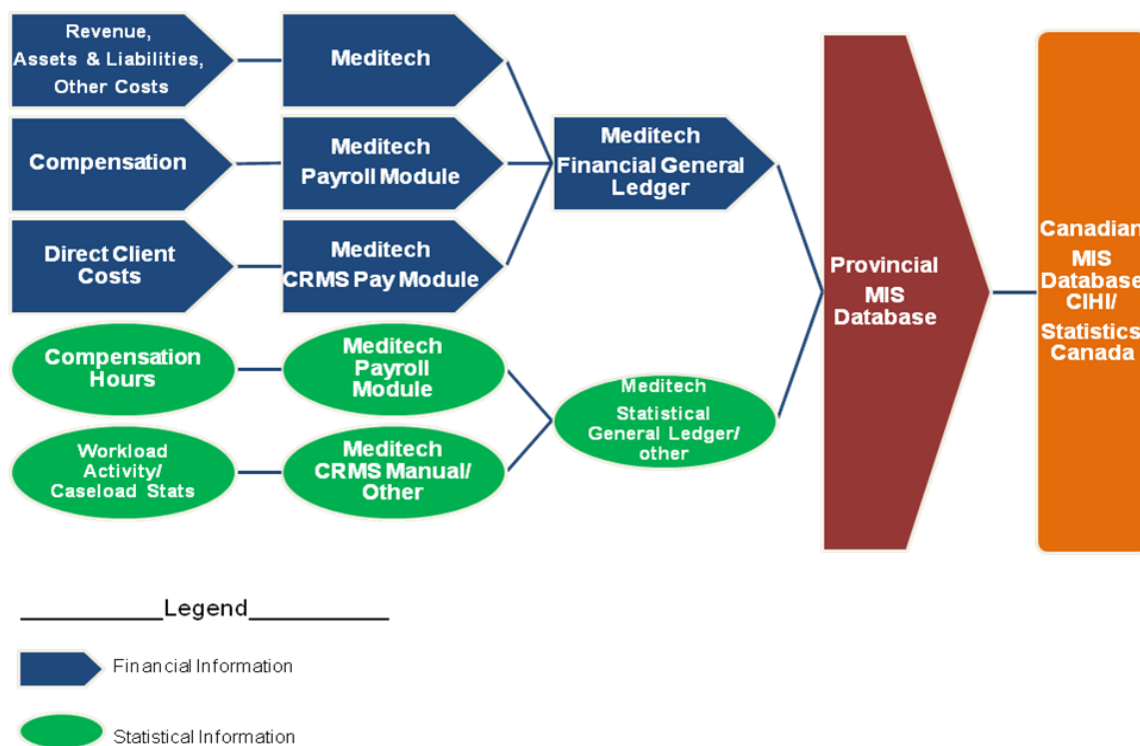 Revenue,
Assets & Liabilities,
Other Costs
Meditech
Compensation
Meditech
Payroll Module
Meditech
Financial General
Ledger
Direct Client
Costs
Meditech
CRMS Pay Module
Provincial
MIS
Database
Canadian
MIS
Database
CIHI/
Statistics
Canada
Compensation
Hours
Meditech
Payroll
Module
Meditech
Statistical
General Ledger/
other
Workload
Activity/
Caseload Stats
Meditech
CRMS Manual/
Other
__________Legend__________
Financial Information
Statistical Information